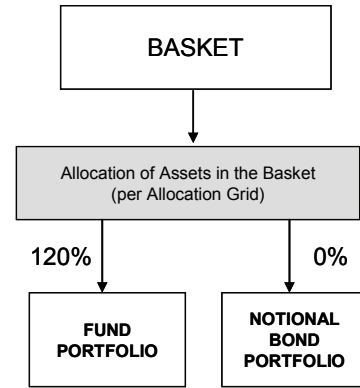 BASKET
Allocation of Assets in the Basket
(per Allocation Grid)
120%
0%
FUND
PORTFOLIO
NOTIONAL
BOND
PORTFOLIO